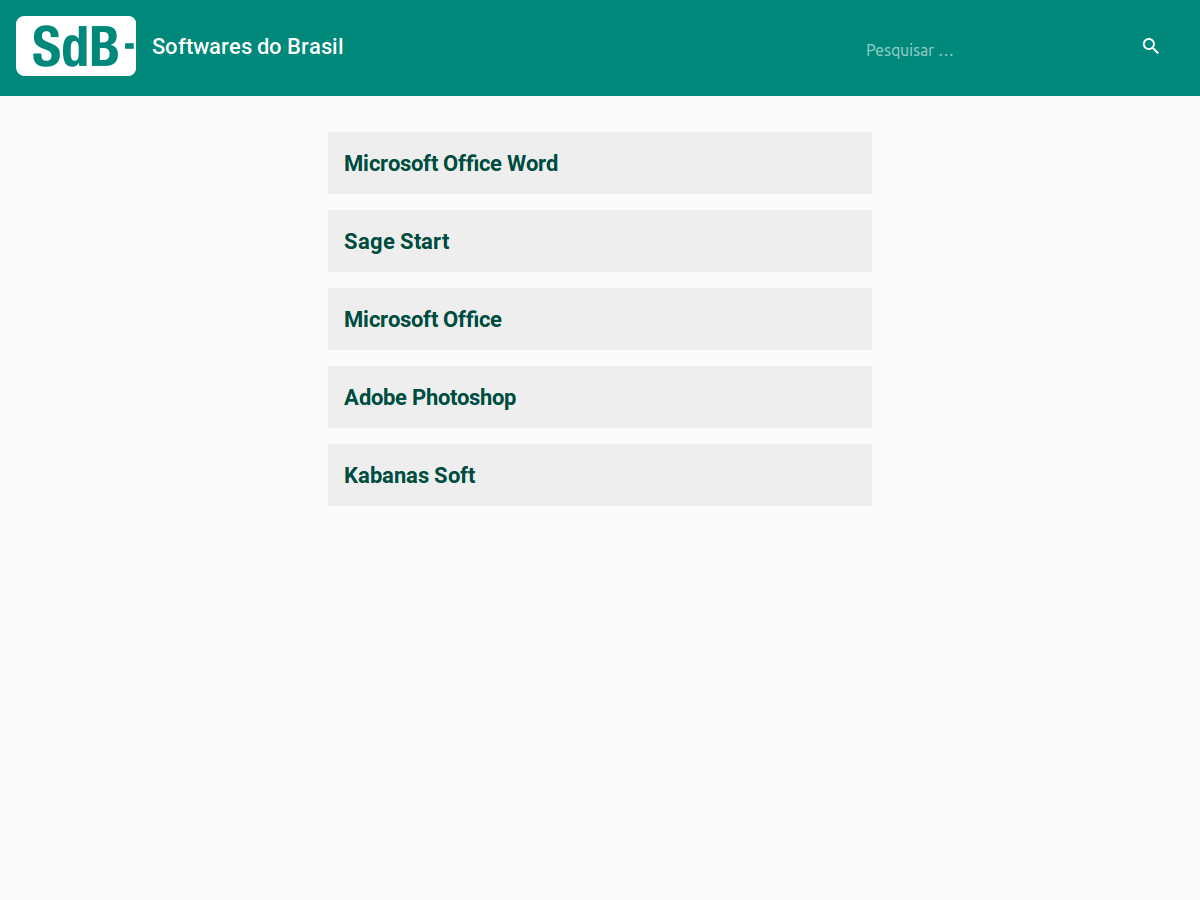 SdB-
Softwares do Brasil
Pesquisar ...
Microsoft Office Word
Sage Start
Microsoft Office
Adobe Photoshop
Kabanas Soft